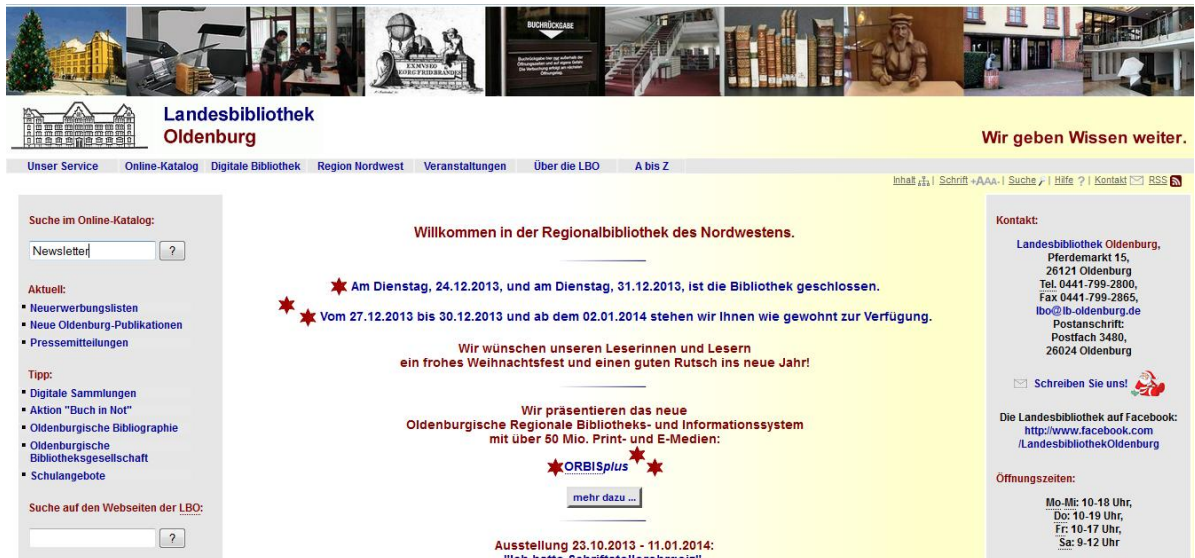 BUCHRÜCKGABE
EX MVSEO
Landesbibliothek
Oldenburg
Wir geben Wissen weiter.
Unser Service Online-Katalog Digitale Bibliothek Region Nordwest Veranstaltungen Über die LBO A bis Z
Inhalt | Schrift +AAA- | Suche | Hilfe ? | Kontakt RSS
Suche im Online-Katalog:
Newsletter ?
Aktuell:
Neuerwerbungslisten
Neue Oldenburg-Publikationen
Pressemitteilungen
Tipp:
Digitale Sammlungen
Aktion "Buch in Not"
Oldenburgische Bibliographie
Oldenburgische
Bibliotheksgesellschaft
Schulangebote
Suche auf den Webseiten der LBO:
?
Willkommen in der Regionalbibliothek des Nordwestens.
Am Dienstag, 24.12.2013, und am Dienstag, 31.12.2013, ist die Bibliothek geschlossen.
Vom 27.12.2013 bis 30.12.2013 und ab dem 02.01.2014 stehen wir Ihnen wie gewohnt zur Verfügung.
Wir wünschen unseren Leserinnen und Lesern
ein frohes Weihnachtsfest und einen guten Rutsch ins neue Jahr!
Wir präsentieren das neue
Oldenburgische Regionale Bibliotheks- und Informationssystem
mit über 50 Mio. Print- und E-Medien:
ORBISplus
mehr dazu ...
Ausstellung 23.10.2013 - 11.01.2014:
Kontakt:
Landesbibliothek Oldenburg,
Pferdemarkt 15,
26121 Oldenburg
Tel. 0441-799-2800,
Fax 0441-799-2865,
lbo@lb-oldenburg.de
Postanschrift:
Postfach 3480,
26024 Oldenburg
Schreiben Sie uns!
Die Landesbibliothek auf Facebook:
http://www.facebook.com
/LandesbibliothekOldenburg
Öffnungszeiten:
Mo-Mi: 10-18 Uhr,
Do: 10-19 Uhr,
Fr: 10-17 Uhr,
Sa: 9-12 Uhr